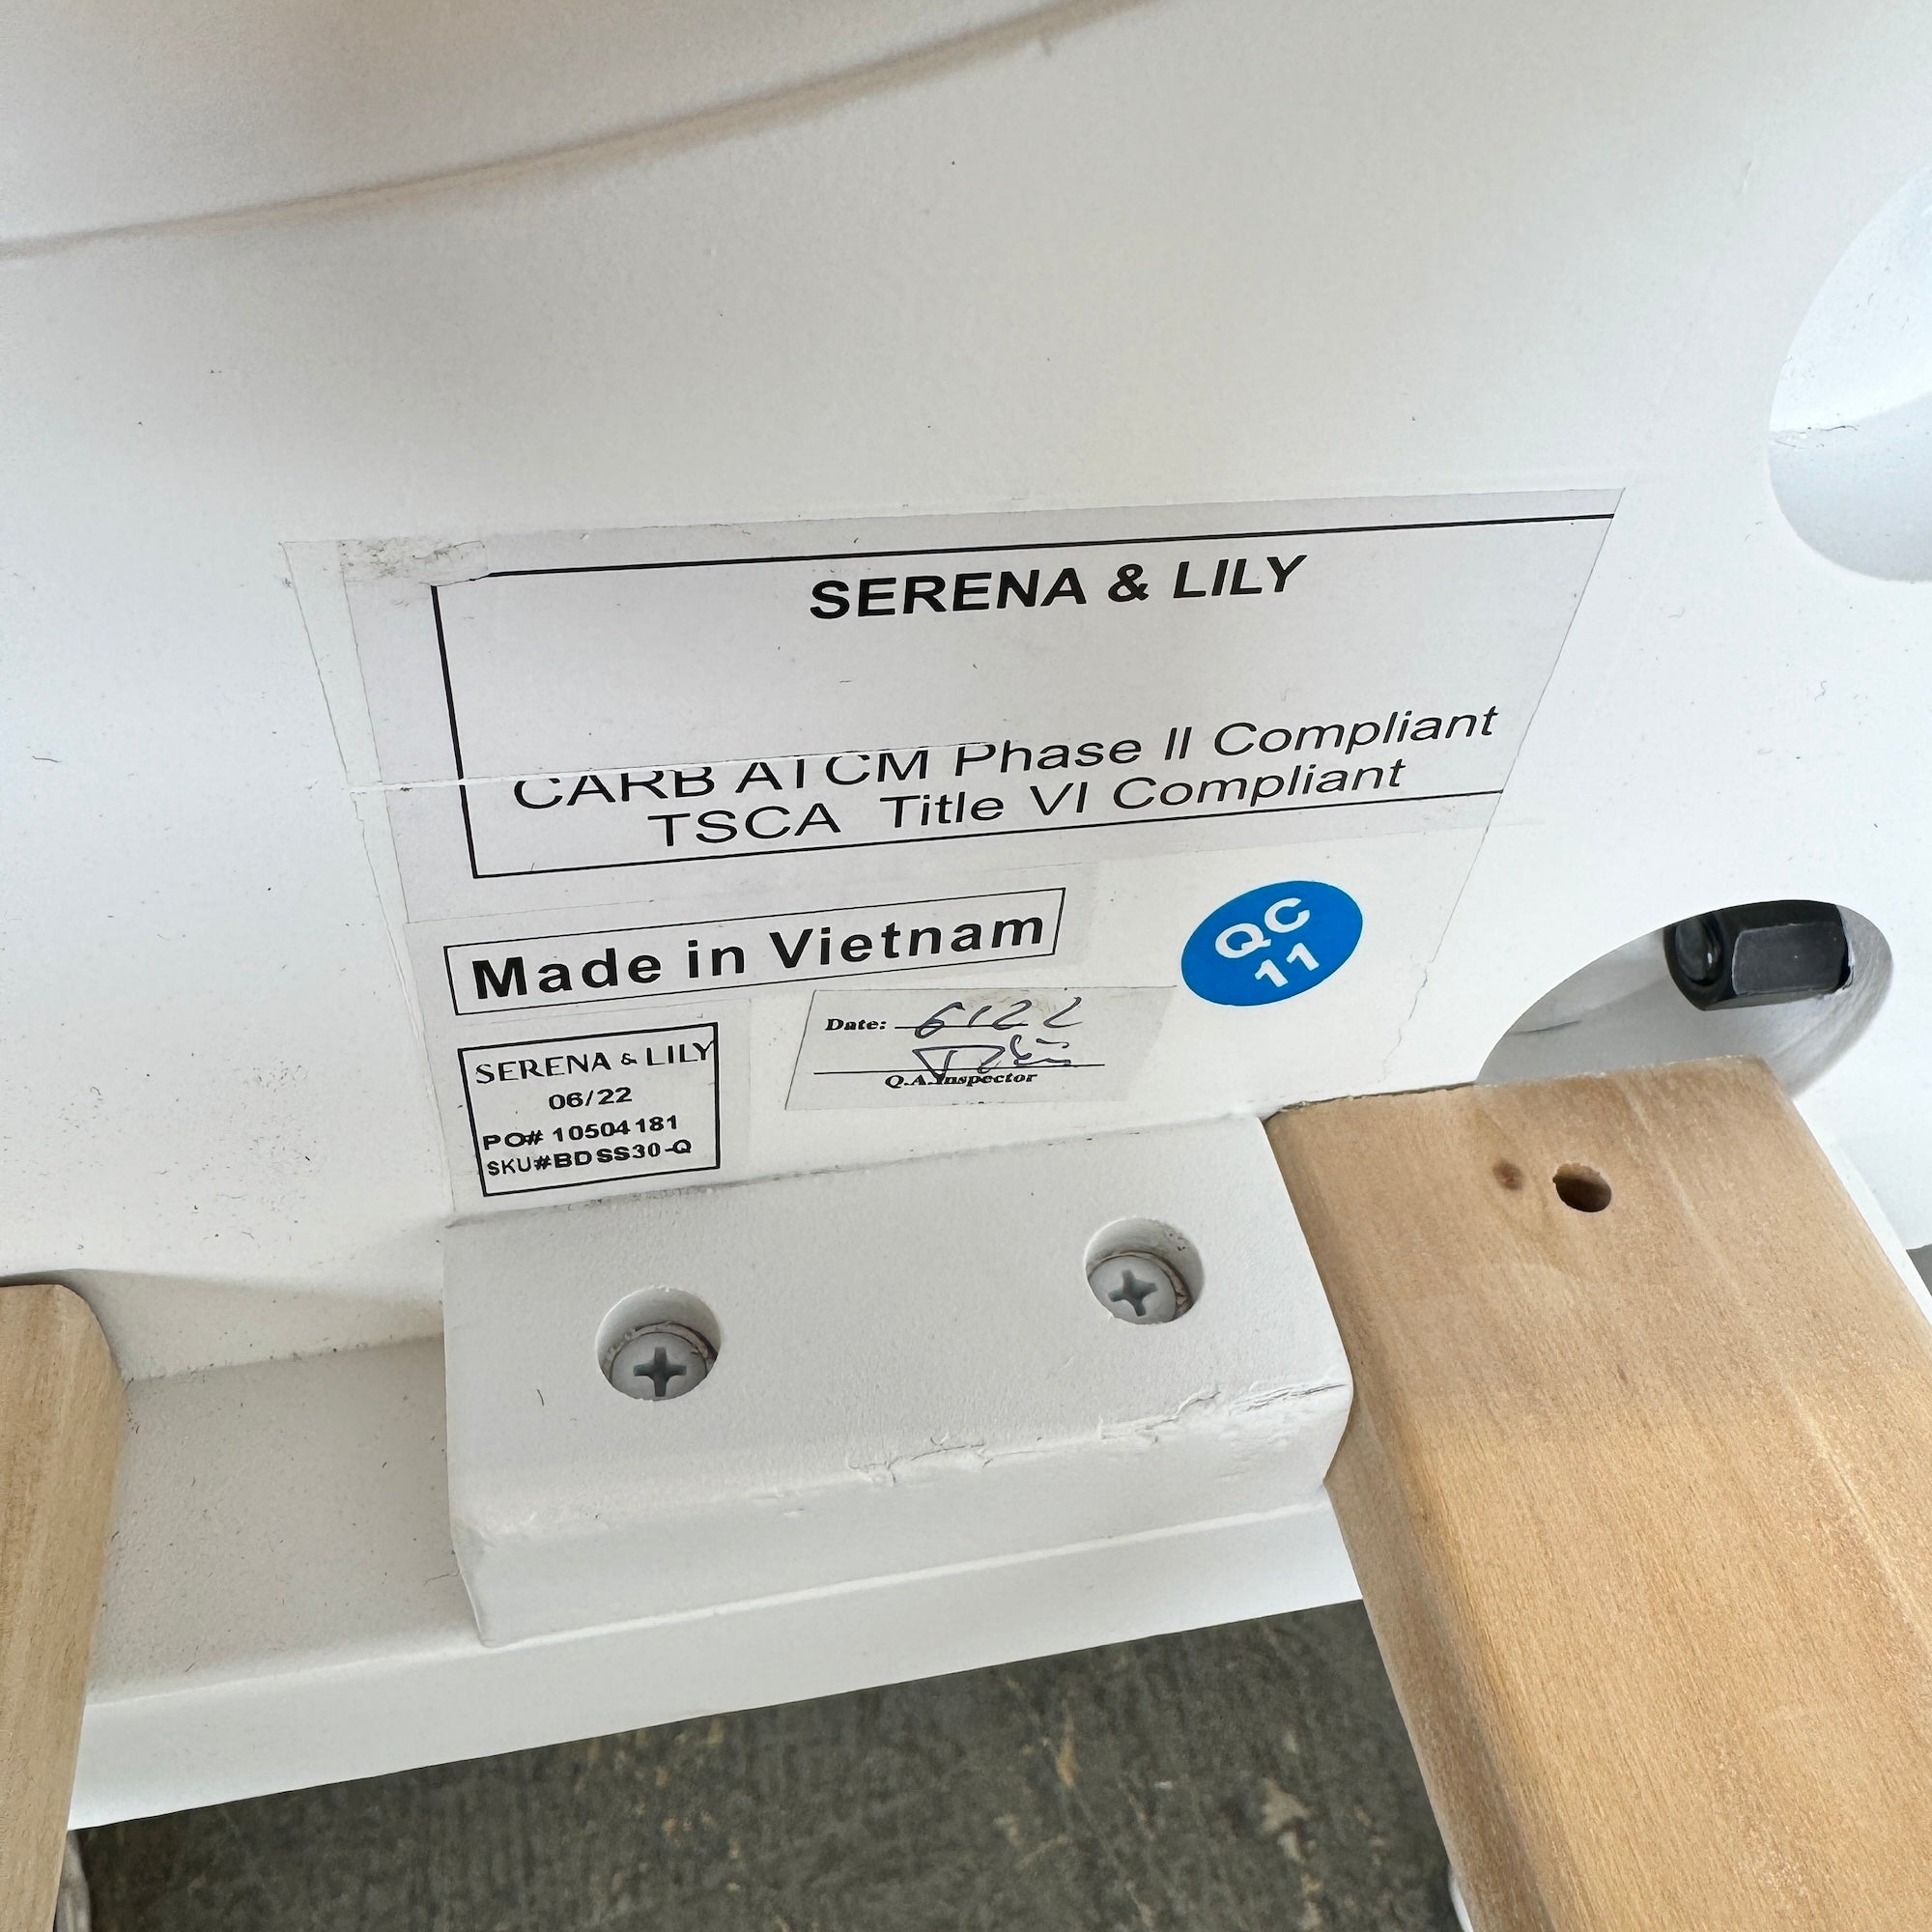 SERENA & LILY
CARB ATCM Phase II Compliant
TSCA Title VI Compliant
Made in Vietnam
QC
11
SERENA & LILY
06/22
PO# 10504181
SKU#BDSS30-Q
Date: 6122
Q.A.Inspector